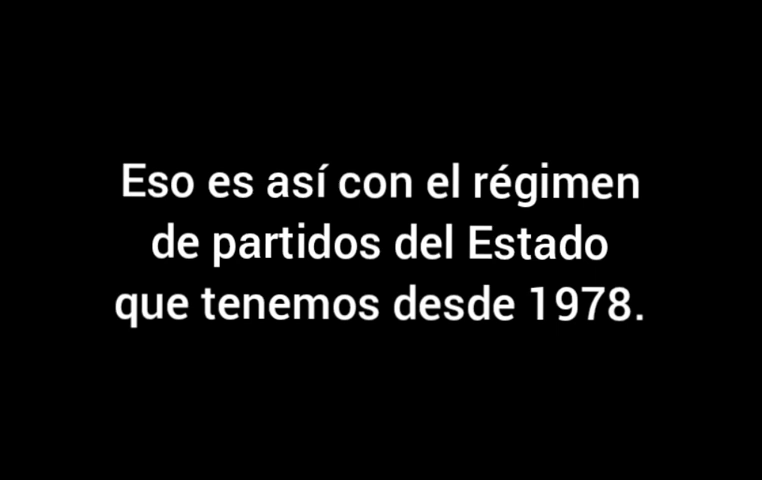 Eso es así con el régimen
de partidos del Estado
que tenemos desde 1978.